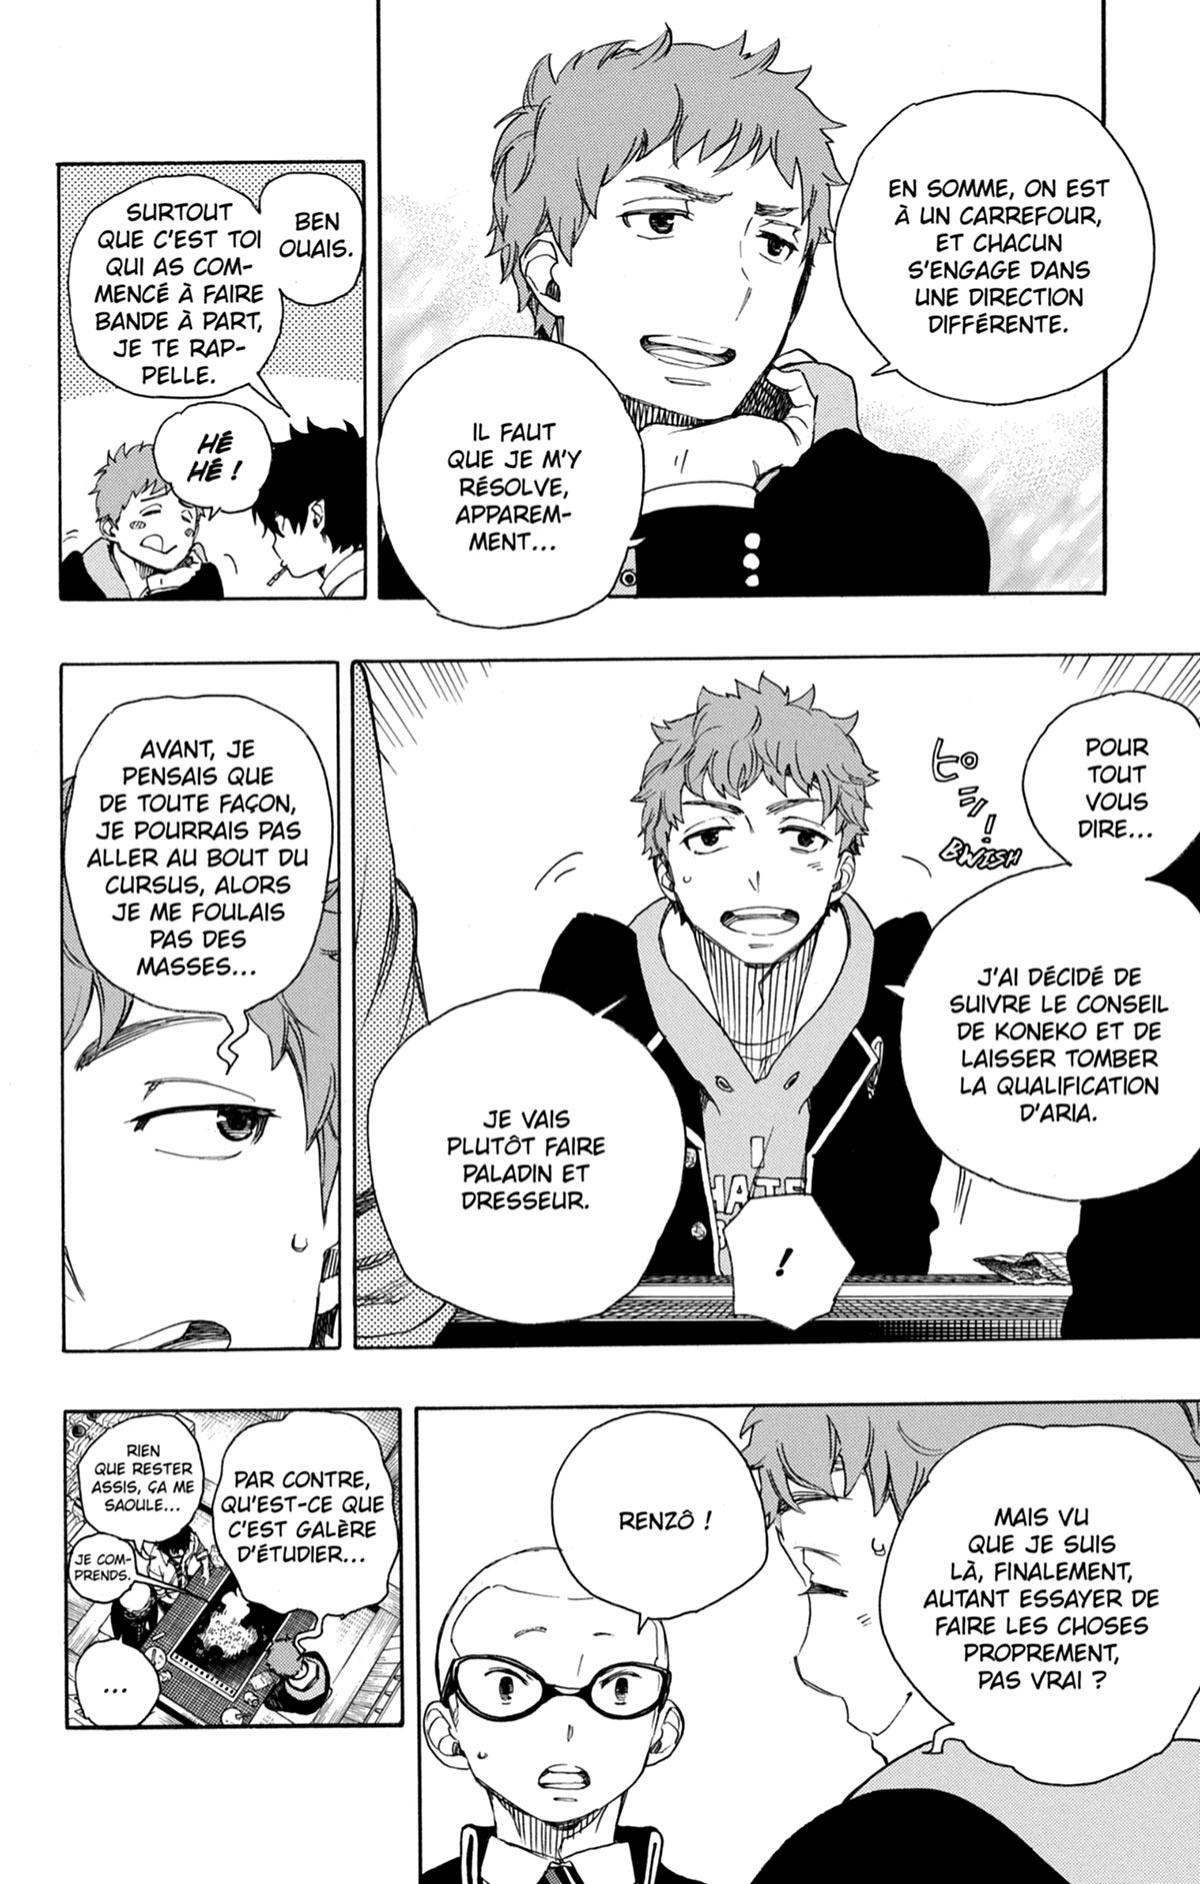 EN SOMME, ON EST
À UN CARREFOUR,
ET CHACUN
S'ENGAGE DANS
UNE DIRECTION
DIFFÉRENTE.
IL FAUT
QUE JE M'Y
RÉSOLVE,
APPAREM-
MENT...
BEN
OUAIS.
SURTOUT
QUE C'EST TOI
QUI AS COM-
MENCÉ À FAIRE
BANDE À PART,
JE TE RAP-
PELLE.
HÉ
HÉ !
POUR
TOUT
VOUS
DIRE...
ピシ!
BWISH
J'AI DÉCIDÉ DE
SUIVRE LE CONSEIL
DE KONEKO ET DE
LAISSER TOMBER
LA QUALIFICATION
D'ARIA.
JE VAIS
PLUTÔT FAIRE
PALADIN ET
DRESSEUR.
I
HATE
!
AVANT, JE
PENSAIS QUE
DE TOUTE FAÇON,
JE POURRAIS PAS
ALLER AU BOUT DU
CURSUS, ALORS
JE ME FOULAIS
PAS DES
MASSES...
MAIS VU
QUE JE SUIS
LÀ, FINALEMENT,
AUTANT ESSAYER DE
FAIRE LES CHOSES
PROPREMENT,
PAS VRAI ?
RENZÔ !
PAR CONTRE,
QU'EST-CE QUE
C'EST GALÈRE
D'ÉTUDIER...
RIEN
QUE RESTER
ASSIS, ÇA ME
SAOULE...
JE COM-
PRENDS.
...